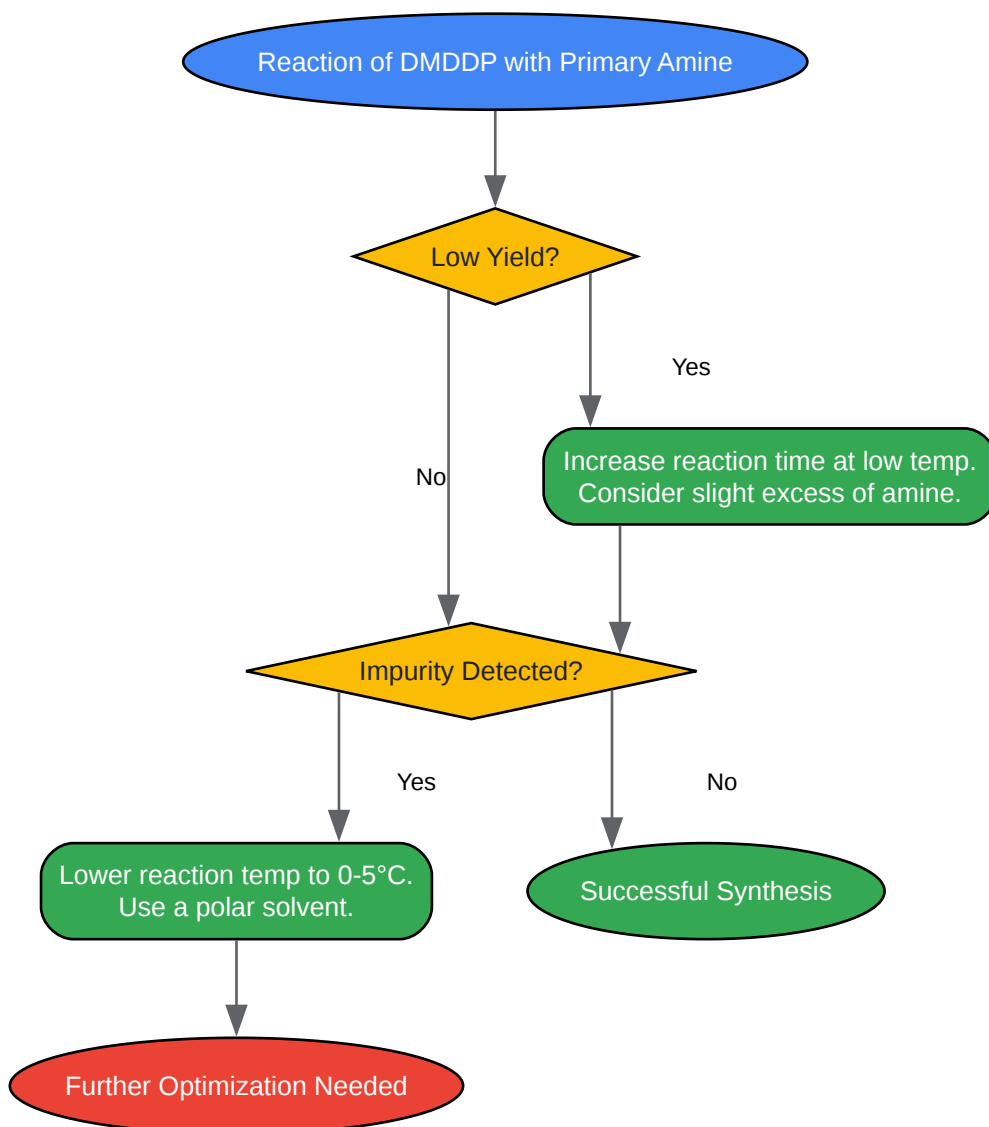 Reaction of DMDDP with Primary Amine
Low Yield?
Yes
Increase reaction time at low temp.
Consider slight excess of amine.
No
Impurity Detected?
Yes
No
Lower reaction temp to 0-5°C.
Use a polar solvent.
Successful Synthesis
Further Optimization Needed